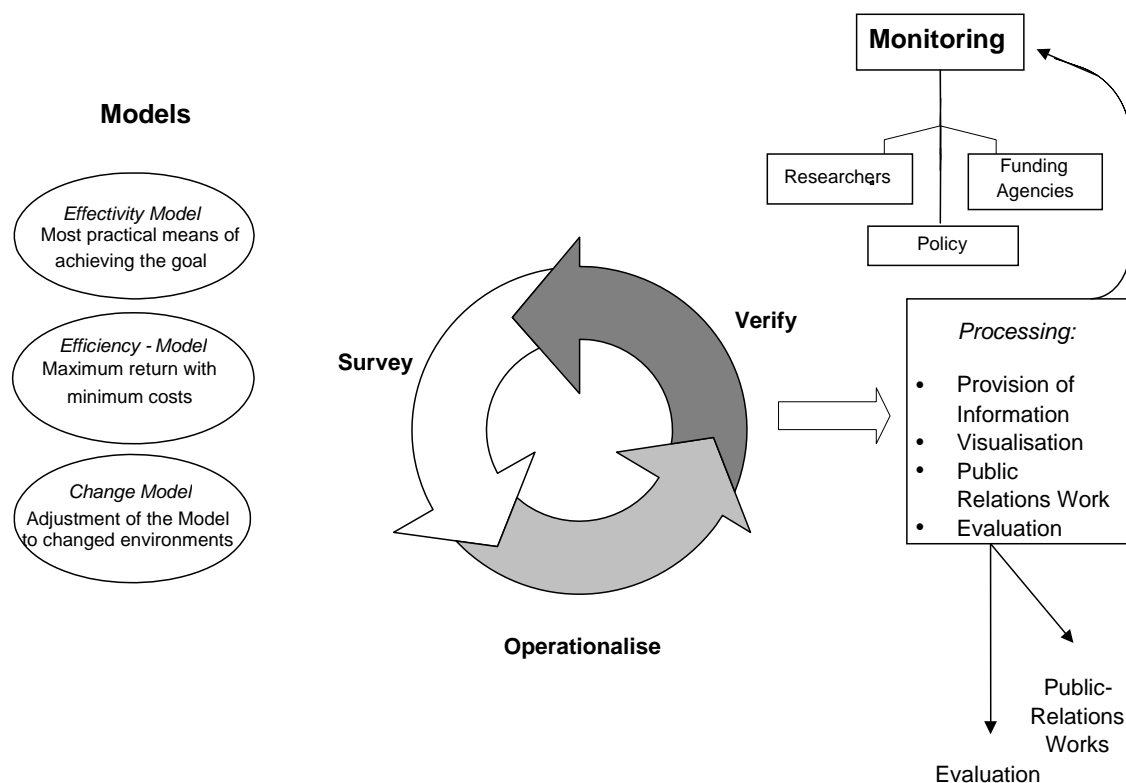 Models
Effectivity Model
Most practical means of
achieving the goal
Efficiency - Model
Maximum return with
minimum costs
Change Model
Adjustment of the Model
to changed environments
Survey
Verify
Operationalise
Monitoring
Researchers
Funding
Agencies
Policy
Processing:
• Provision of
Information
• Visualisation
• Public
Relations Work
• Evaluation
Public-
Relations
Works
Evaluation